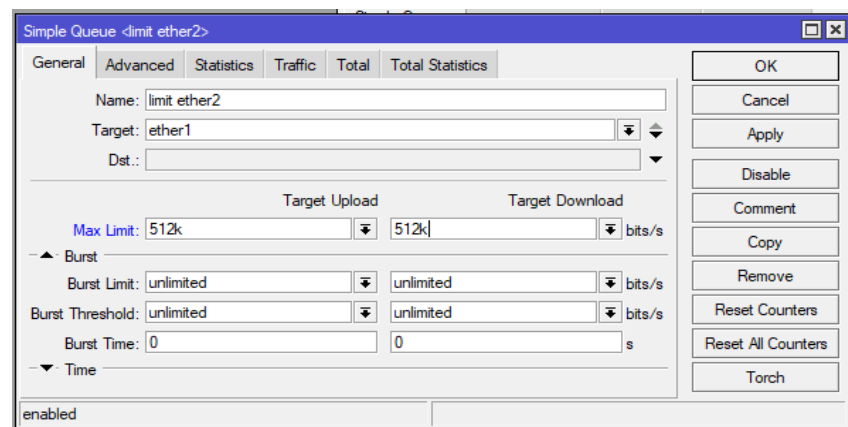 Simple Queue <limit ether2>
General Advanced Statistics Traffic Total Total Statistics
Name: limit ether2
Target: ether1
Dst.:
Target Upload Target Download
Max Limit: 512k 512k bits/s
Burst
Burst Limit: unlimited unlimited bits/s
Burst Threshold: unlimited unlimited bits/s
Burst Time: 0 0 s
Time
enabled
OK
Cancel
Apply
Disable
Comment
Copy
Remove
Reset Counters
Reset All Counters
Torch